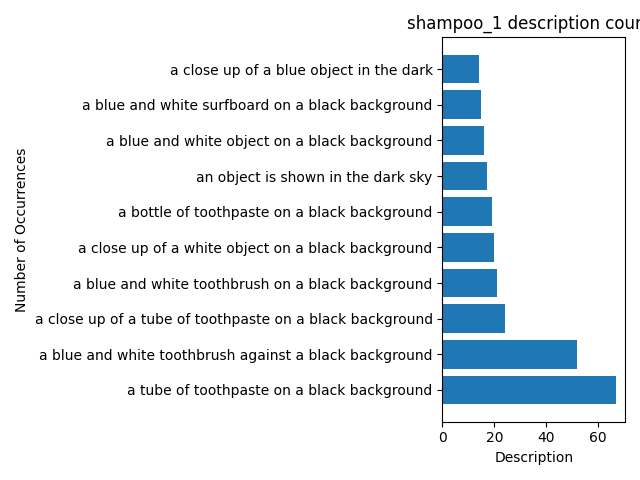 shampoo_1 description cour
a close up of a blue object in the dark
a blue and white surfboard on a black background
a blue and white object on a black background
an object is shown in the dark sky
a bottle of toothpaste on a black background
a close up of a white object on a black background
a blue and white toothbrush on a black background
a close up of a tube of toothpaste on a black background
a blue and white toothbrush against a black background
a tube of toothpaste on a black background
Number of Occurrences
0 20 40 60
Description